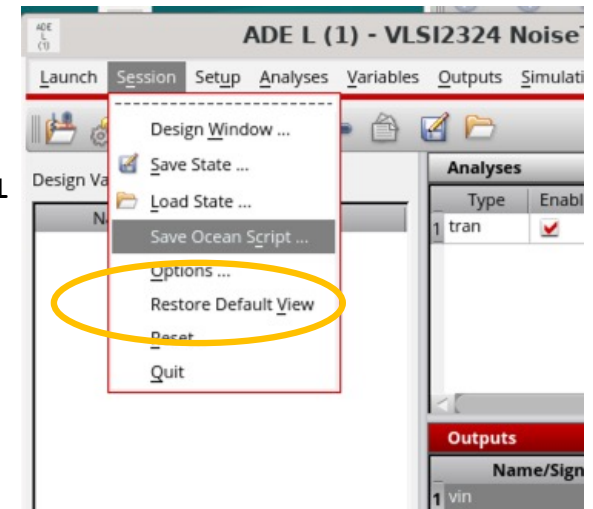 ADE L (1)
ADE L (1) - VLSI2324 Noise
Launch Session Setup Analyses Variables Outputs Simulati
Design Window ...
Save State ...
Load State ...
Save Ocean Script ...
Options ...
Restore Default View
Reset
Quit
1
Design Va
N
Analyses
Type Enabl
1 tran
Outputs
Name/Sign
1 vin